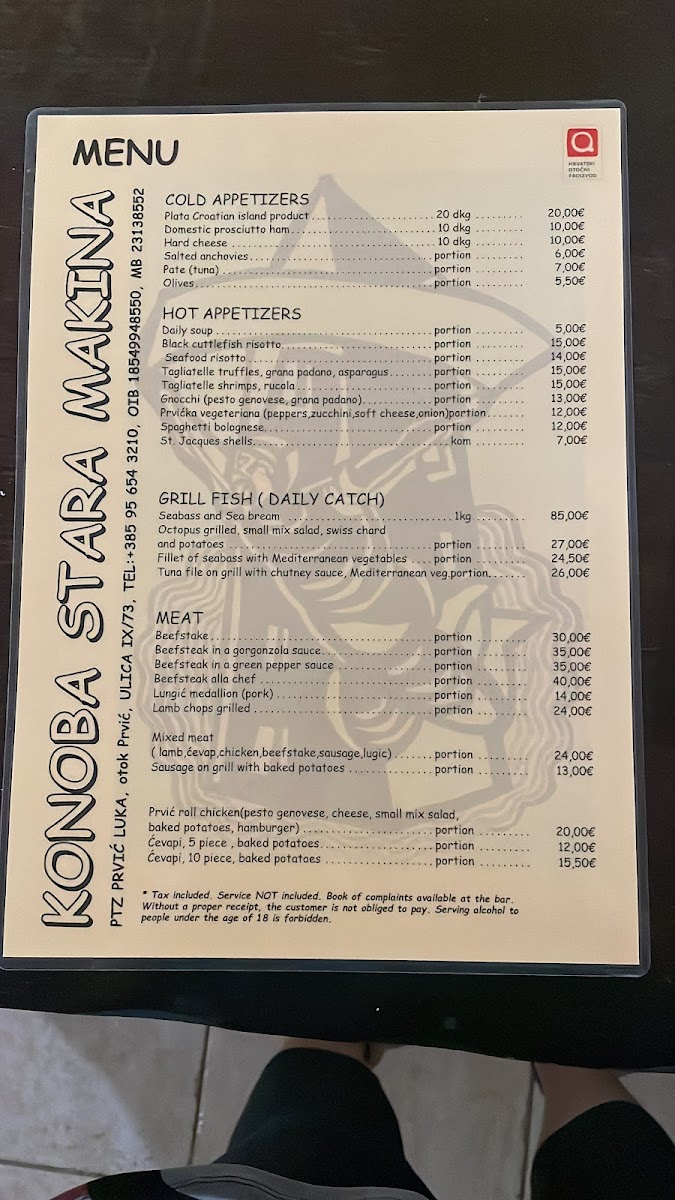 MENU
HRVATSKI
OTOČNI
PROIZVOD
KONOBA STARA MAKINA
PTZ PRVIĆ LUKA, otok Prvić, ULICA IX/73, TEL:+385 95 654 3210, OIB 18549948550, MB 23138552
COLD APPETIZERS
Plata Croatian island product 20 dkg 20,00€
Domestic prosciutto ham 10 dkg 10,00€
Hard cheese 10 dkg 10,00€
Salted anchovies portion 6,00€
Pate (tuna) portion 7,00€
Olives portion 5,50€
HOT APPETIZERS
Daily soup portion 5,00€
Black cuttlefish risotto portion 15,00€
Seafood risotto portion 14,00€
Tagliatelle truffles, grana padano, asparagus portion 15,00€
Tagliatelle shrimps, rucola portion 15,00€
Gnocchi (pesto genovese, grana padano) portion 13,00€
Prvićka vegeteriana (peppers,zucchini,soft cheese,onion)portion 12,00€
Spaghetti bolognese portion 12,00€
St. Jacques shells kom 7,00€
GRILL FISH ( DAILY CATCH)
Seabass and Sea bream 1kg 85,00€
Octopus grilled, small mix salad, swiss chard
and potatoes portion 27,00€
Fillet of seabass with Mediterranean vegetables portion 24,50€
Tuna file on grill with chutney sauce, Mediterranean veg.portion 26,00€
MEAT
Beefstake portion 30,00€
Beefsteak in a gorgonzola sauce portion 35,00€
Beefsteak in a green pepper sauce portion 35,00€
Beefsteak alla chef portion 40,00€
Lungić medallion (pork) portion 14,00€
Lamb chops grilled portion 24,00€
Mixed meat
( lamb,ćevap,chicken,beefstake,sausage,lugic) portion 24,00€
Sausage on grill with baked potatoes portion 13,00€
Prvić roll chicken(pesto genovese, cheese, small mix salad,
baked potatoes, hamburger) portion 20,00€
Ćevapi, 5 piece , baked potatoes portion 12,00€
Ćevapi, 10 piece, baked potatoes portion 15,50€
* Tax included. Service NOT included. Book of complaints available at the bar.
Without a proper receipt, the customer is not obliged to pay. Serving alcohol to
people under the age of 18 is forbidden.